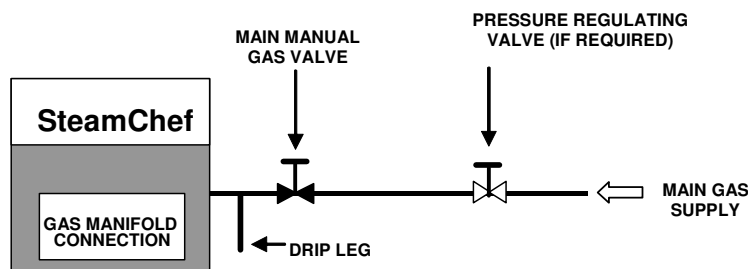 PRESSURE REGULATING
VALVE (IF REQUIRED)
MAIN MANUAL
GAS VALVE
SteamChef
GAS MANIFOLD
CONNECTION
DRIP LEG
MAIN GAS
SUPPLY